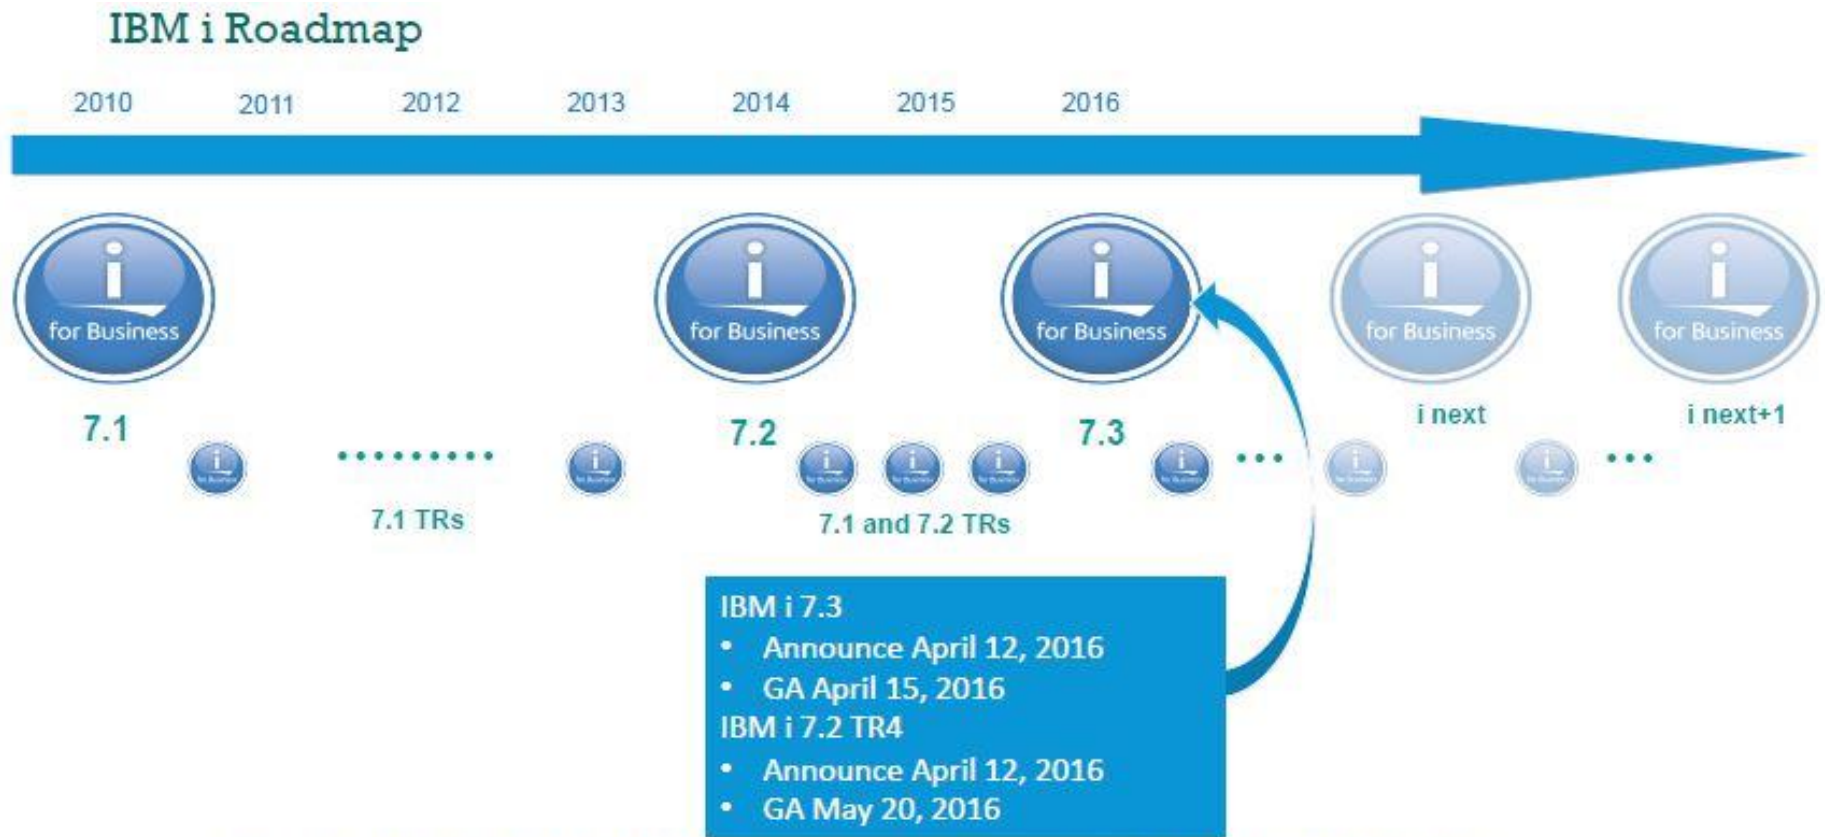 IBM i Roadmap
2010 2011 2012 2013 2014 2015 2016
i for Business
i for Business
i for Business
i for Business
i for Business
7.1
7.2
7.3
i next
i next+1
7.1 TRs
7.1 and 7.2 TRs
IBM i 7.3
• Announce April 12, 2016
• GA April 15, 2016
IBM i 7.2 TR4
• Announce April 12, 2016
• GA May 20, 2016